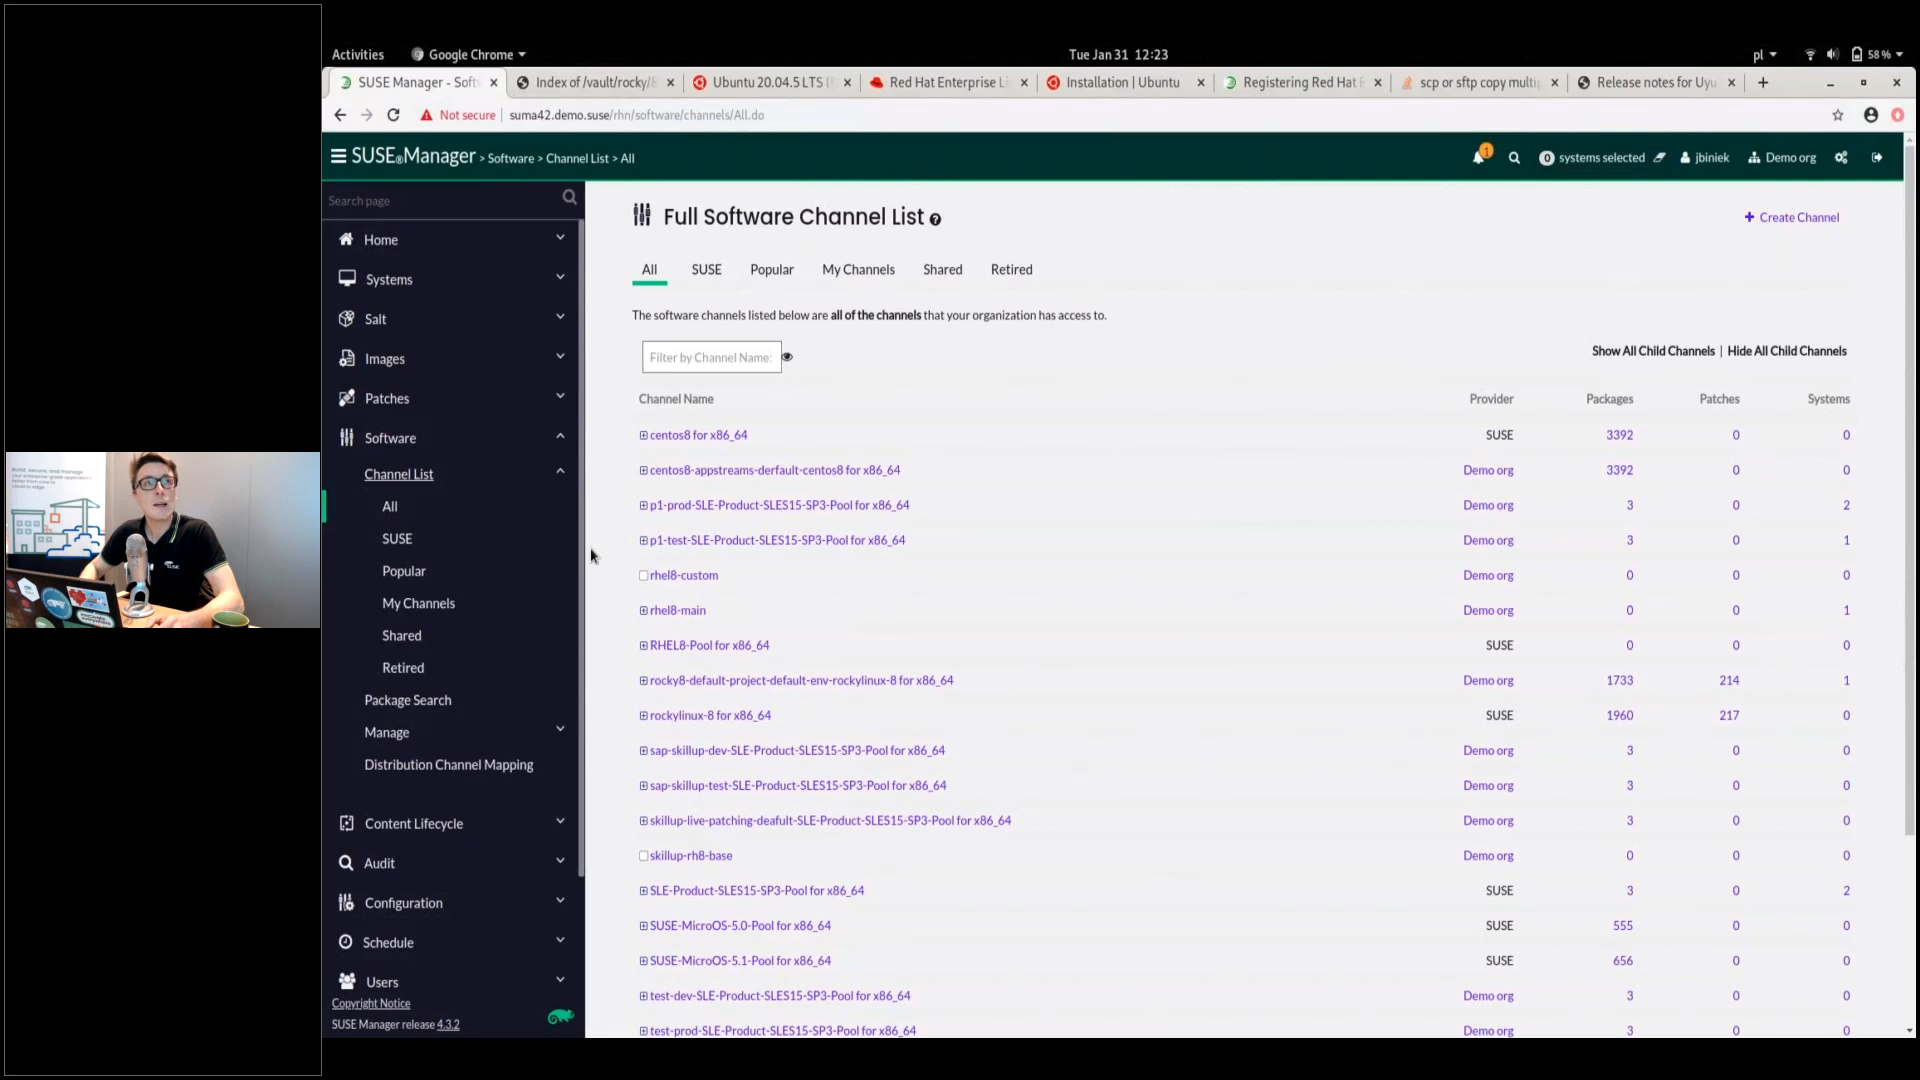 Activities
Google Chrome
Tue Jan 31 12:23
pl
58 %
SUSE Manager - Softw
Index of /vault/rocky/8
Ubuntu 20.04.5 LTS (
Red Hat Enterprise Li
Installation | Ubuntu
Registering Red Hat E
scp or sftp copy multip
Release notes for Uyu
Not secure
suma42.demo.suse/rhn/software/channels/All.do
SUSE®Manager > Software > Channel List > All
1
0 systems selected
jbiniek
Demo org
Search page
Home
Systems
Salt
Images
Patches
Software
Channel List
All
SUSE
Popular
My Channels
Shared
Retired
Package Search
Manage
Distribution Channel Mapping
Content Lifecycle
Audit
Configuration
Schedule
Users
Copyright Notice
SUSE Manager release 4.3.2
Full Software Channel List
+ Create Channel
All SUSE Popular My Channels Shared Retired
The software channels listed below are all of the channels that your organization has access to.
Filter by Channel Name:
Show All Child Channels | Hide All Child Channels
Channel Name Provider Packages Patches Systems
centos8 for x86_64 SUSE 3392 0 0
centos8-appstreams-derfault-centos8 for x86_64 Demo org 3392 0 0
p1-prod-SLE-Product-SLES15-SP3-Pool for x86_64 Demo org 3 0 2
p1-test-SLE-Product-SLES15-SP3-Pool for x86_64 Demo org 3 0 1
rhel8-custom Demo org 0 0 0
rhel8-main Demo org 0 0 1
RHEL8-Pool for x86_64 SUSE 0 0 0
rocky8-default-project-default-env-rockylinux-8 for x86_64 Demo org 1733 214 1
rockylinux-8 for x86_64 SUSE 1960 217 0
sap-skillup-dev-SLE-Product-SLES15-SP3-Pool for x86_64 Demo org 3 0 0
sap-skillup-test-SLE-Product-SLES15-SP3-Pool for x86_64 Demo org 3 0 0
skillup-live-patching-deafult-SLE-Product-SLES15-SP3-Pool for x86_64 Demo org 3 0 0
skillup-rh8-base Demo org 0 0 0
SLE-Product-SLES15-SP3-Pool for x86_64 SUSE 3 0 2
SUSE-MicroOS-5.0-Pool for x86_64 SUSE 555 0 0
SUSE-MicroOS-5.1-Pool for x86_64 SUSE 656 0 0
test-dev-SLE-Product-SLES15-SP3-Pool for x86_64 Demo org 3 0 0
test-prod-SLE-Product-SLES15-SP3-Pool for x86_64 Demo org 3 0 0